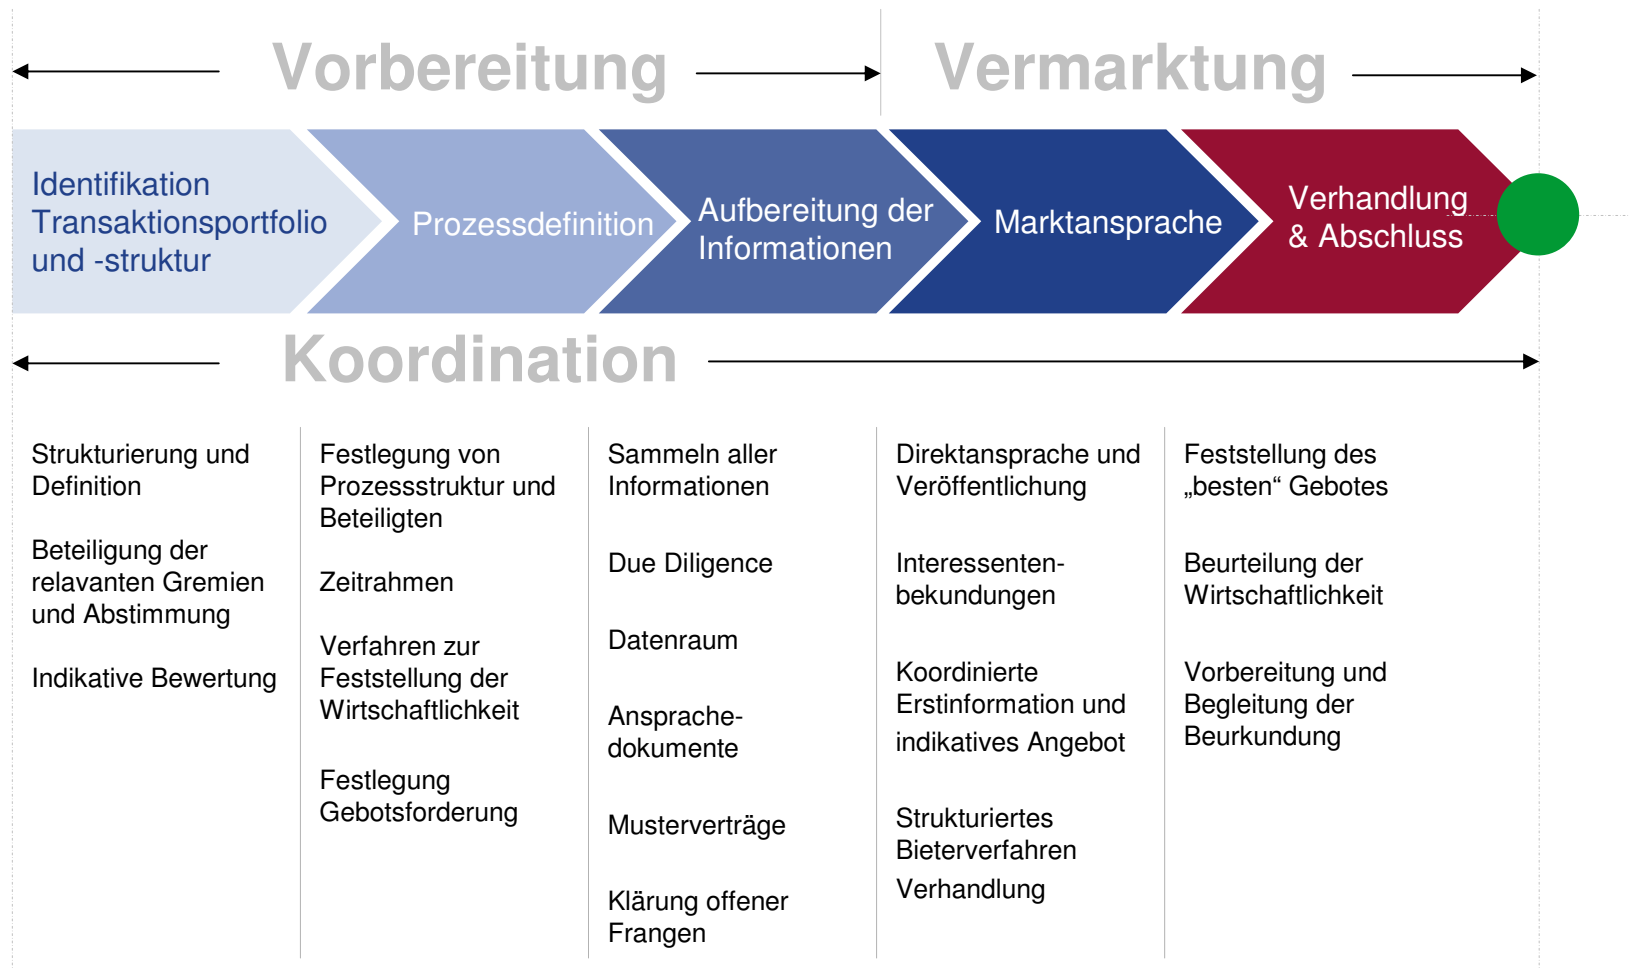 Vorbereitung
Vermarktung
Identifikation
Transaktionsportfolio
und -struktur
Prozessdefinition
Aufbereitung der
Informationen
Marktansprache
Verhandlung
& Abschluss
Koordination
Strukturierung und
Definition
Beteiligung der
relavanten Gremien
und Abstimmung
Indikative Bewertung
Festlegung von
Prozessstruktur und
Beteiligten
Zeitrahmen
Verfahren zur
Feststellung der
Wirtschaftlichkeit
Festlegung
Gebotsforderung
Sammeln aller
Informationen
Due Diligence
Datenraum
Ansprache-
dokumente
Musterverträge
Klärung offener
Frangen
Direktansprache und
Veröffentlichung
Interessenten-
bekundungen
Koordinierte
Erstinformation und
indikatives Angebot
Strukturiertes
Bieterverfahren
Verhandlung
Feststellung des
„besten“ Gebotes
Beurteilung der
Wirtschaftlichkeit
Vorbereitung und
Begleitung der
Beurkundung